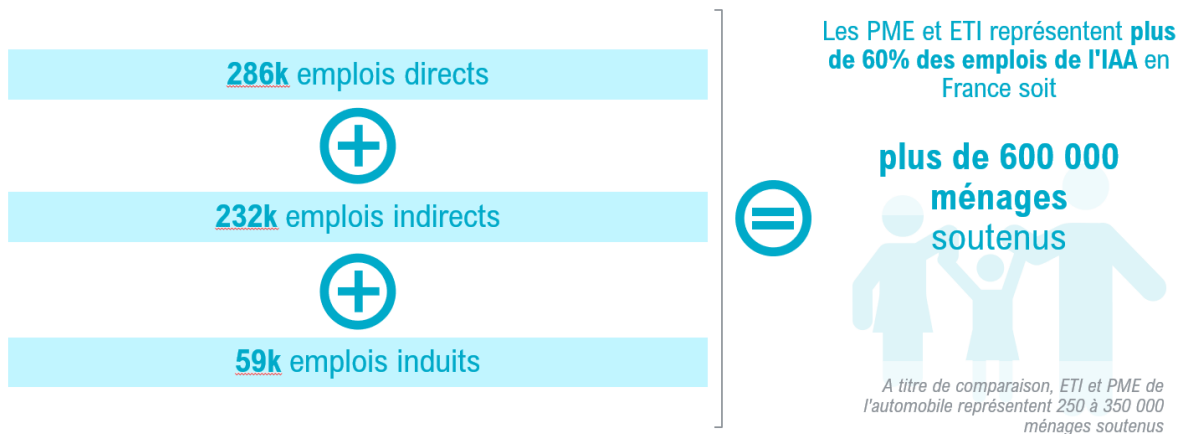 286k emplois directs
232k emplois indirects
59k emplois induits
Les PME et ETI représentent plus
de 60% des emplois de l'IAA en
France soit
plus de 600 000
ménages
soutenus
A titre de comparaison, ETI et PME de
l'automobile représentent 250 à 350 000
ménages soutenus